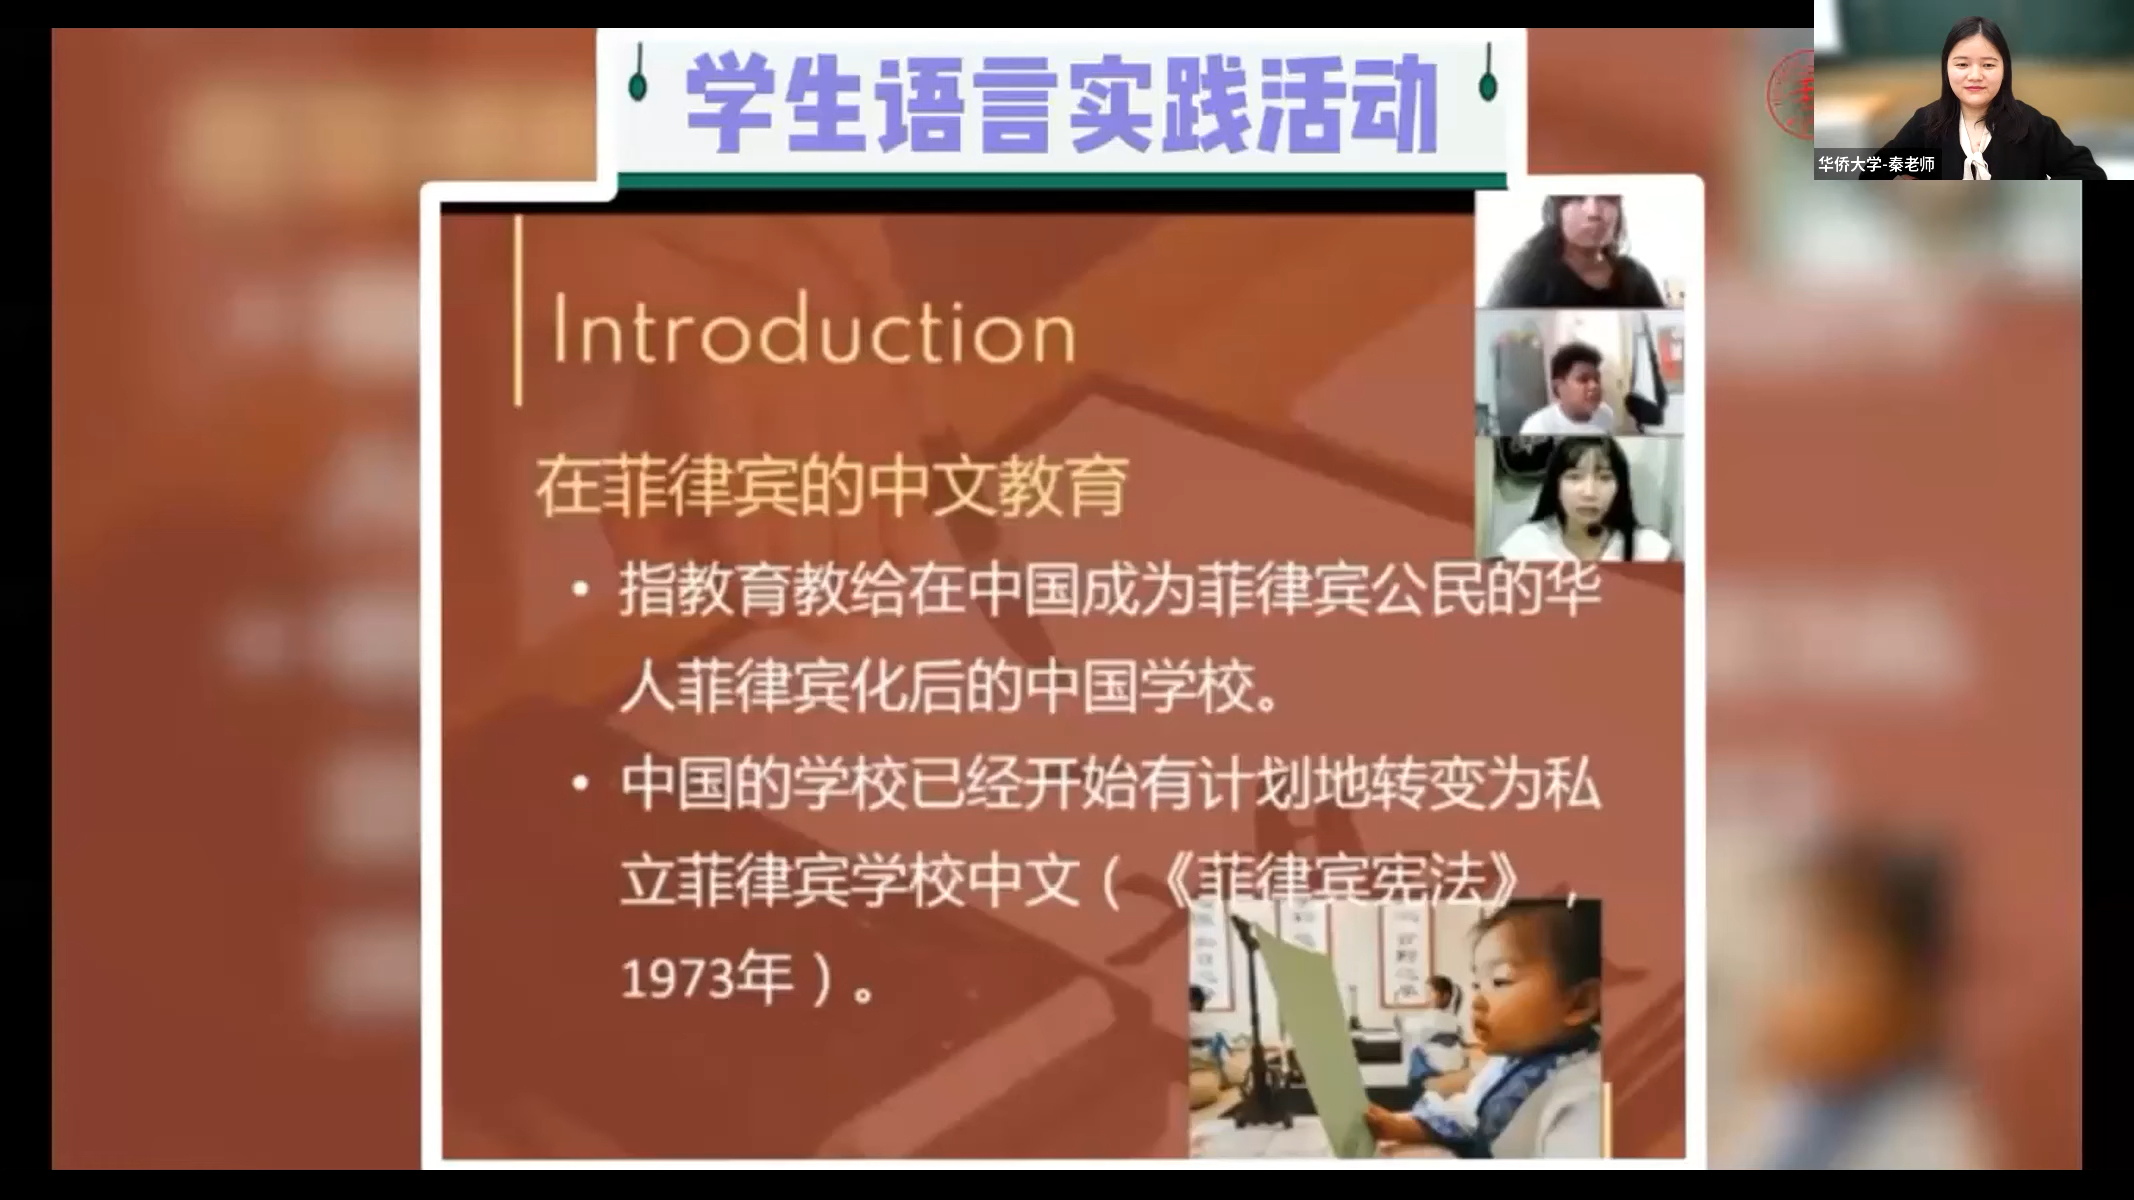 学生语言实践活动
华侨大学-秦老师
Introduction
在菲律宾的中文教育
• 指教育教给在中国成为菲律宾公民的华
人菲律宾化后的中国学校。
• 中国的学校已经开始有计划地转变为私
立菲律宾学校中文（《菲律宾宪法》，
1973年）。